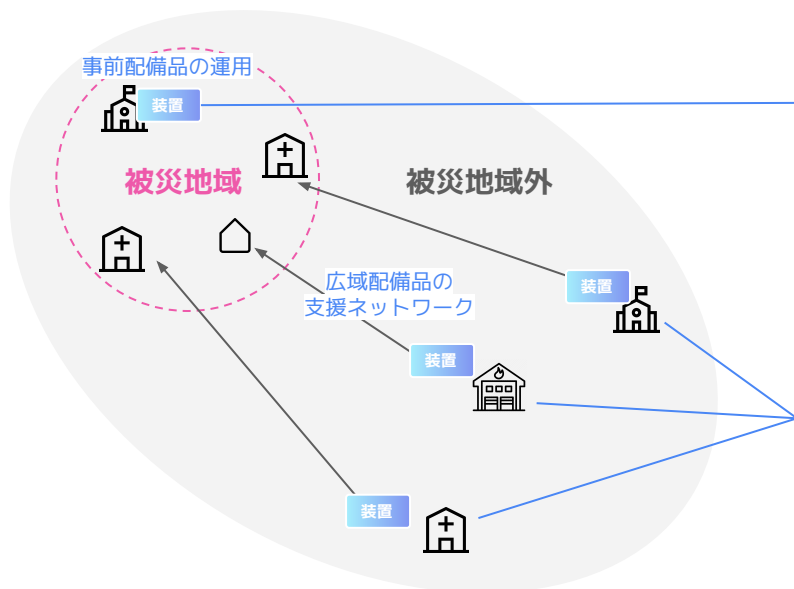 事前配備品の運用
装置
被災地域
被災地域外
広域配備品の
支援ネットワーク
装置
装置
装置